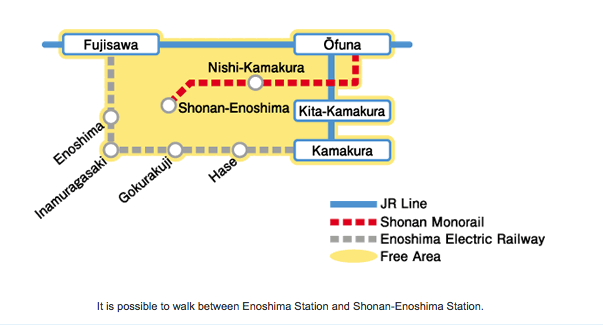 Fujisawa
Ōfuna
Nishi-Kamakura
Shonan-Enoshima
Kita-Kamakura
Enoshima
Kamakura
Inamuragasaki
Gokurakuji
Hase
JR Line
Shonan Monorail
Enoshima Electric Railway
Free Area
It is possible to walk between Enoshima Station and Shonan-Enoshima Station.